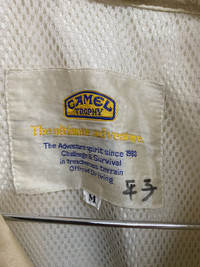 CAMEL
TROPHY
The ultimate adventure.
The Adventure spirit since 1980
Challenge & Survival
in treacherous terrain
Off-road Driving
M